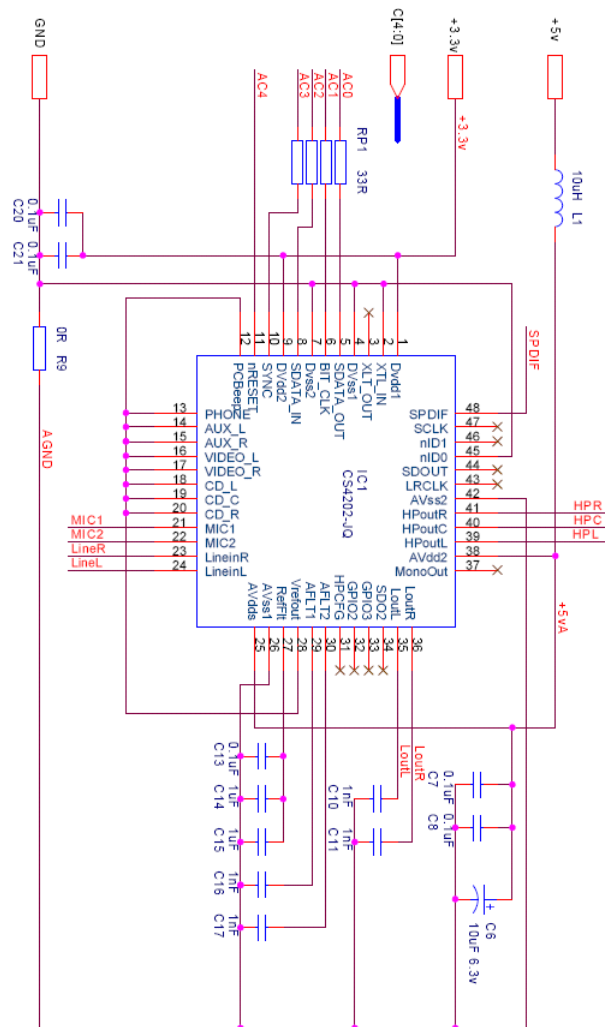 GND
C[4:0]
+3.3v
+5v
+3.3v
AC4
AC3
AC2
AC1
AC0
RP1
33R
10uH L1
C20
0.1uF
C21
0.1uF
0R R9
AGND
SPDIF
12
11
10
9
8
7
6
5
4
3
2
1
PCBeep
nRESET
SYNC
DVdd2
SDATA_IN
DVss2
BIT_CLK
SDATA_OUT
DVss1
XLT_OUT
XTL_IN
Dvdd1
13 PHONE
14 AUX_L
15 AUX_R
16 VIDEO_L
17 VIDEO_R
18 CD_L
19 CD_C
20 CD_R
MIC1 21 MIC1
MIC2 22 MIC2
LineR 23 LineinR
LineL 24 LineinL
IC1
CS4202-JQ
SPDIF 48
SCLK 47
nID1 46
nID0 45
SDOUT 44
LRCLK 43
AVss2 42
HPoutR 41 HPR
HPoutC 40 HPC
HPoutL 39 HPL
AVdd2 38
MonoOut 37
AVdds
AVss1
RefFlt
Vrefout
AFLT1
AFLT2
HPCFG
GPIO2
GPIO3
SDO2
LoutL
LoutR
25
26
27
28
29
30
31
32
33
34
35
36
+5vA
LoutR
LoutL
C13
0.1uF
C14
1uF
C15
1uF
C16
1nF
C17
1nF
C10
1nF
C11
1nF
C7
0.1uF
C8
0.1uF
+
C6
10uF 6.3v